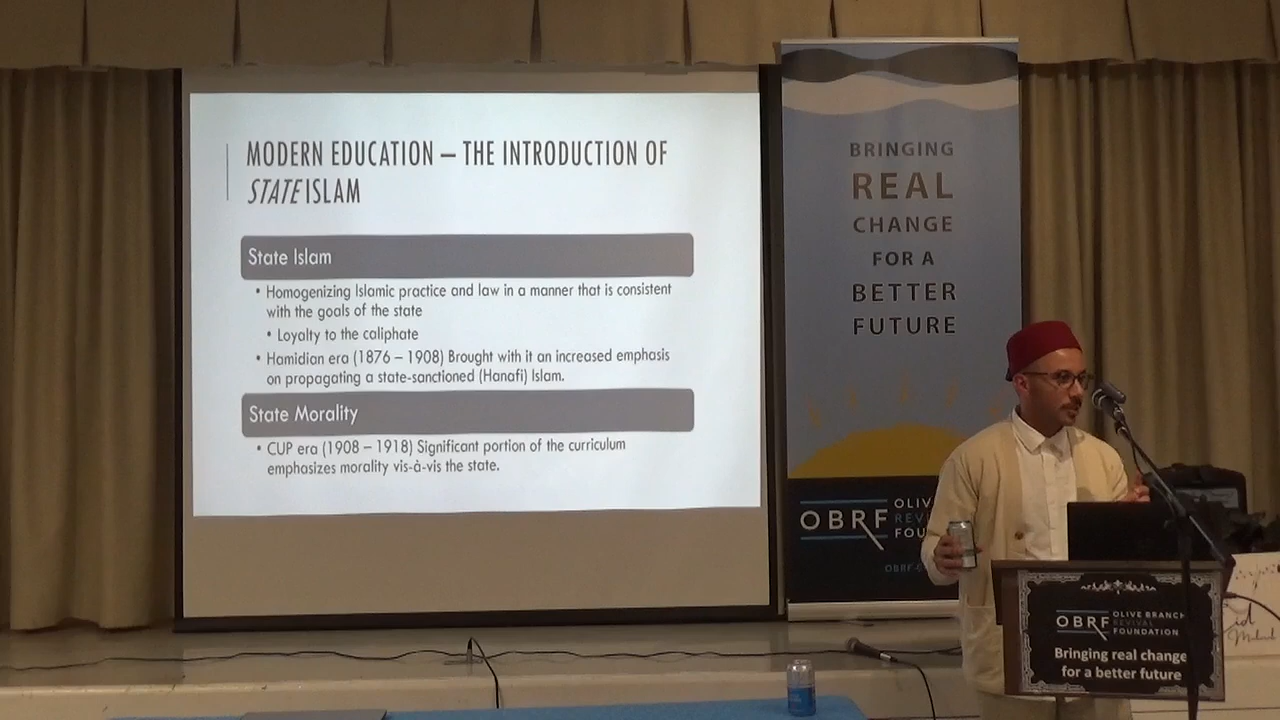 MODERN EDUCATION – THE INTRODUCTION OF
STATE ISLAM
State Islam
• Homogenizing Islamic practice and law in a manner that is consistent
with the goals of the state
• Loyalty to the caliphate
• Hamidian era (1876 – 1908) Brought with it an increased emphasis
on propagating a state-sanctioned (Hanafi) Islam.
State Morality
• CUP era (1908 – 1918) Significant portion of the curriculum
emphasizes morality vis-à-vis the state.
BRINGING
REAL
CHANGE
FOR A
BETTER
FUTURE
OBRF
OBRF
OLIVE BRANCH
REVIVAL
FOUNDATION
Bringing real change
for a better future